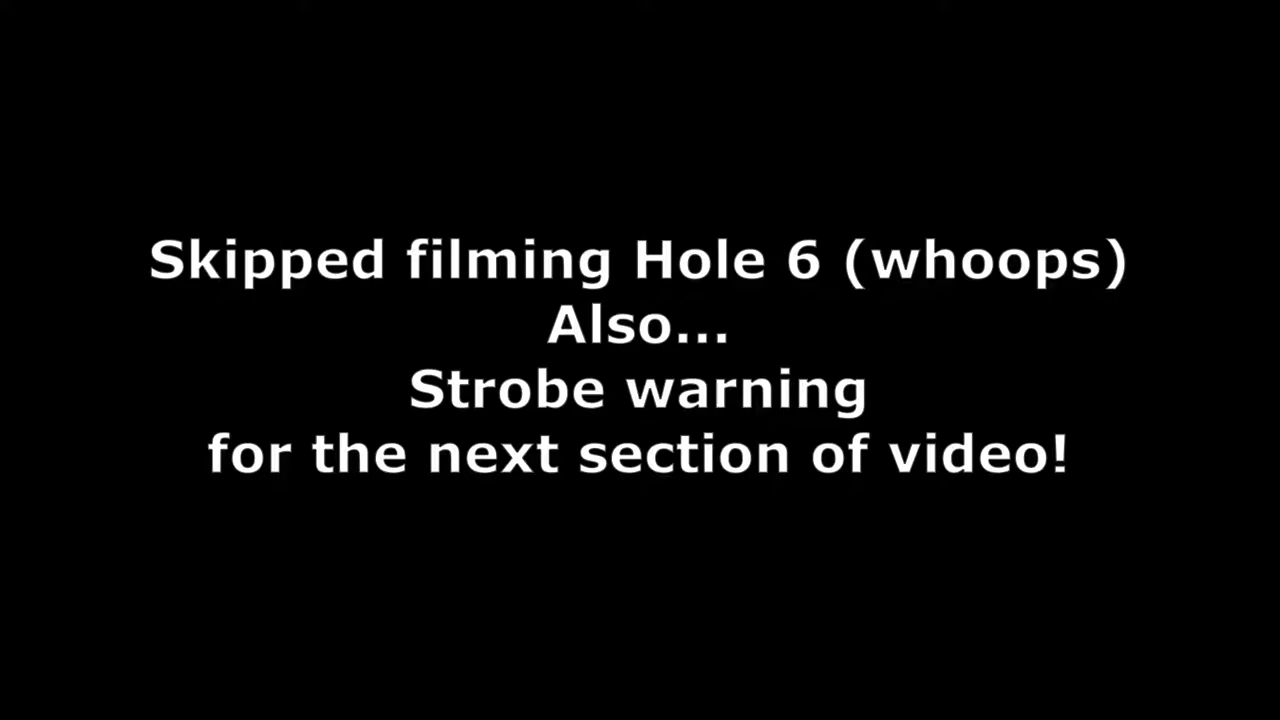 Skipped filming Hole 6 (whoops)
Also...
Strobe warning
for the next section of video!